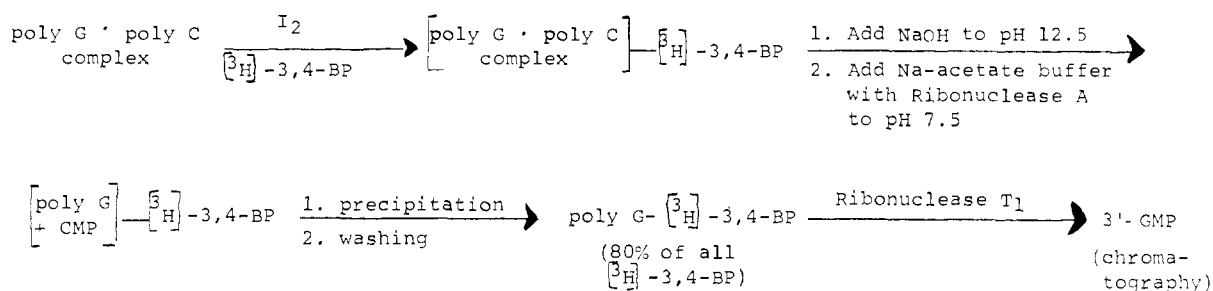 poly G · poly C complex
I2
[3H]-3,4-BP
[poly G · poly C complex]—[3H]-3,4-BP
1. Add NaOH to pH 12.5
2. Add Na-acetate buffer with Ribonuclease A to pH 7.5
[poly G + CMP]—[3H]-3,4-BP
1. precipitation
2. washing
poly G-[3H]-3,4-BP
(80% of all [3H]-3,4-BP)
Ribonuclease T1
3'-GMP
(chroma-
tography)